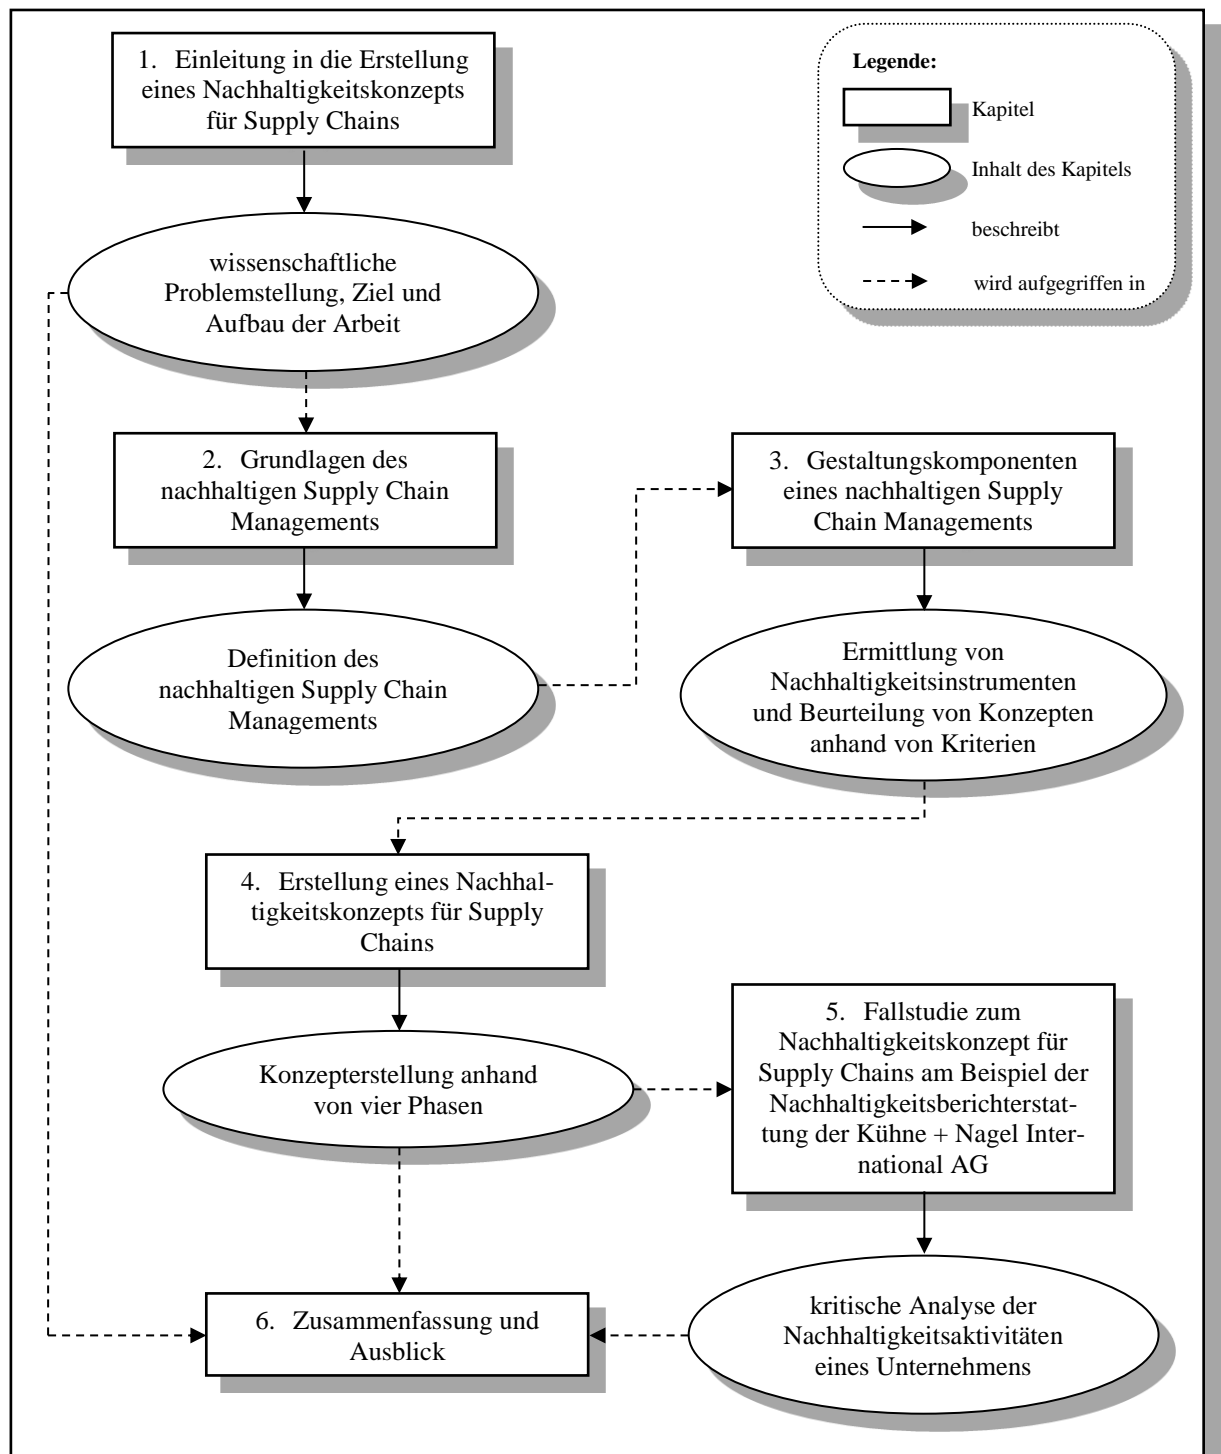 1. Einleitung in die Erstellung
eines Nachhaltigkeitskonzepts
für Supply Chains
Legende:
Kapitel
Inhalt des Kapitels
beschreibt
wird aufgegriffen in
wissenschaftliche
Problemstellung, Ziel und
Aufbau der Arbeit
2. Grundlagen des
nachhaltigen Supply Chain
Managements
3. Gestaltungskomponenten
eines nachhaltigen Supply
Chain Managements
Definition des
nachhaltigen Supply Chain
Managements
Ermittlung von
Nachhaltigkeitsinstrumenten
und Beurteilung von Konzepten
anhand von Kriterien
4. Erstellung eines Nachhal-
tigkeitskonzepts für Supply
Chains
Konzepterstellung anhand
von vier Phasen
5. Fallstudie zum
Nachhaltigkeitskonzept für
Supply Chains am Beispiel der
Nachhaltigkeitsberichterstat-
tung der Kühne + Nagel Inter-
national AG
6. Zusammenfassung und
Ausblick
kritische Analyse der
Nachhaltigkeitsaktivitäten
eines Unternehmens